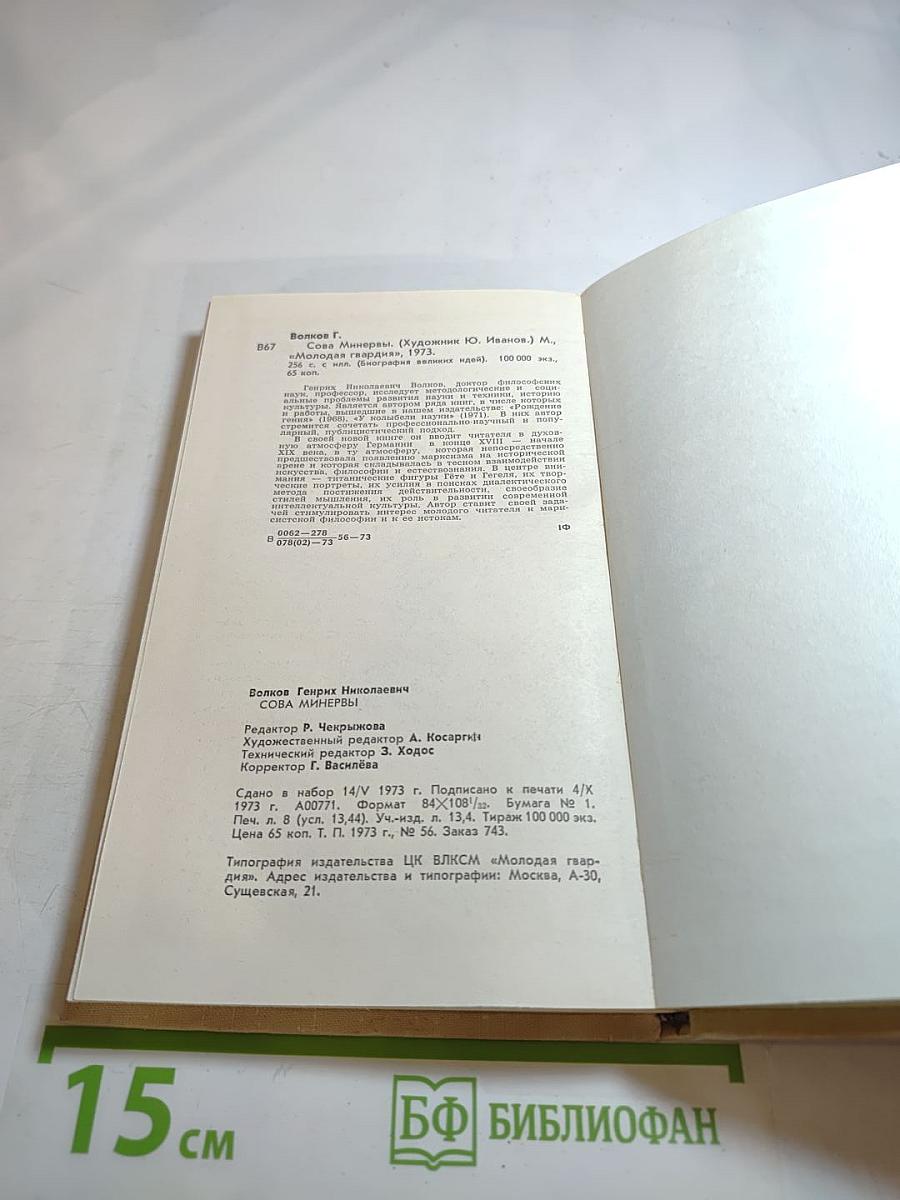 Волков Г.
В67 Сова Минервы. (Художник Ю. Иванов.) М.,
«Молодая гвардия», 1973.
256 с. с илл. (Биография великих идей). 100 000 экз.,
65 коп.
Генрих Николаевич Волков, доктор философских
наук, профессор, исследует методологические и соци-
альные проблемы развития науки и техники, историю
культуры. Является автором ряда книг, в числе которых
и работы, вышедшие в нашем издательстве: «Рождение
гения» (1968), «У колыбели науки» (1971). В них автор
стремится сочетать профессионально-научный и попу-
лярный, публицистический подход.
В своей новой книге он вводит читателя в духов-
ную атмосферу Германии в конце XVIII — начале
XIX века, в ту атмосферу, которая непосредственно
предшествовала появлению марксизма на исторической
арене и которая складывалась в тесном взаимодействии
искусства, философии и естествознания. В центре вни-
мания — титанические фигуры Гёте и Гегеля, их твор-
ческие портреты, их усилия в поисках диалектического
метода постижения действительности, своеобразие
стилей мышления, их роль в развитии современной
интеллектуальной культуры. Автор ставит своей зада-
чей стимулировать интерес молодого читателя к марк-
систской философии и к ее истокам.
В 0062—278
078(02)—73 56—73
1Ф
Волков Генрих Николаевич
СОВА МИНЕРВЫ
Редактор Р. Чекрыжова
Художественный редактор А. Косаргин
Технический редактор З. Ходос
Корректор Г. Василёва
Сдано в набор 14/V 1973 г. Подписано к печати 4/X
1973 г. А00771. Формат 84×108¹/₃₂. Бумага № 1.
Печ. л. 8 (усл. 13,44). Уч.-изд. л. 13,4. Тираж 100 000 экз.
Цена 65 коп. Т. П. 1973 г., № 56. Заказ 743.
Типография издательства ЦК ВЛКСМ «Молодая гвар-
дия». Адрес издательства и типографии: Москва, А-30,
Сущевская, 21.
15 см
БФ БИБЛИОФАН